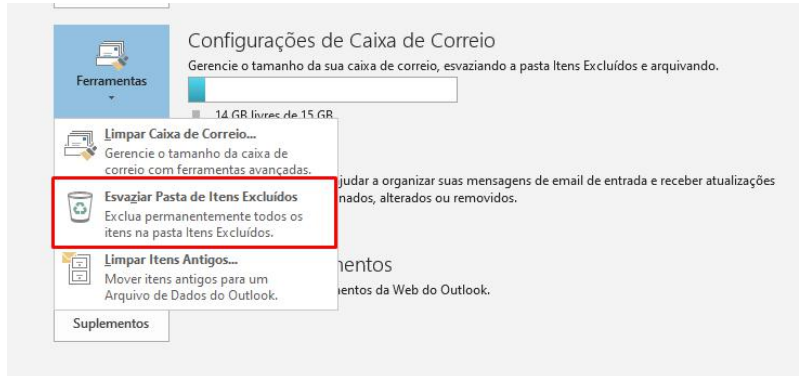 Configurações de Caixa de Correio
Gerencie o tamanho da sua caixa de correio, esvaziando a pasta Itens Excluídos e arquivando.
Ferramentas
14 GB livres de 15 GB
Limpar Caixa de Correio...
Gerencie o tamanho da caixa de
correio com ferramentas avançadas.
judar a organizar suas mensagens de email de entrada e receber atualizações
Esvaziar Pasta de Itens Excluídos
nados, alterados ou removidos.
Exclua permanentemente todos os
itens na pasta Itens Excluídos.
Limpar Itens Antigos...
mentos
Mover itens antigos para um
Arquivo de Dados do Outlook.
mentos da Web do Outlook.
Suplementos